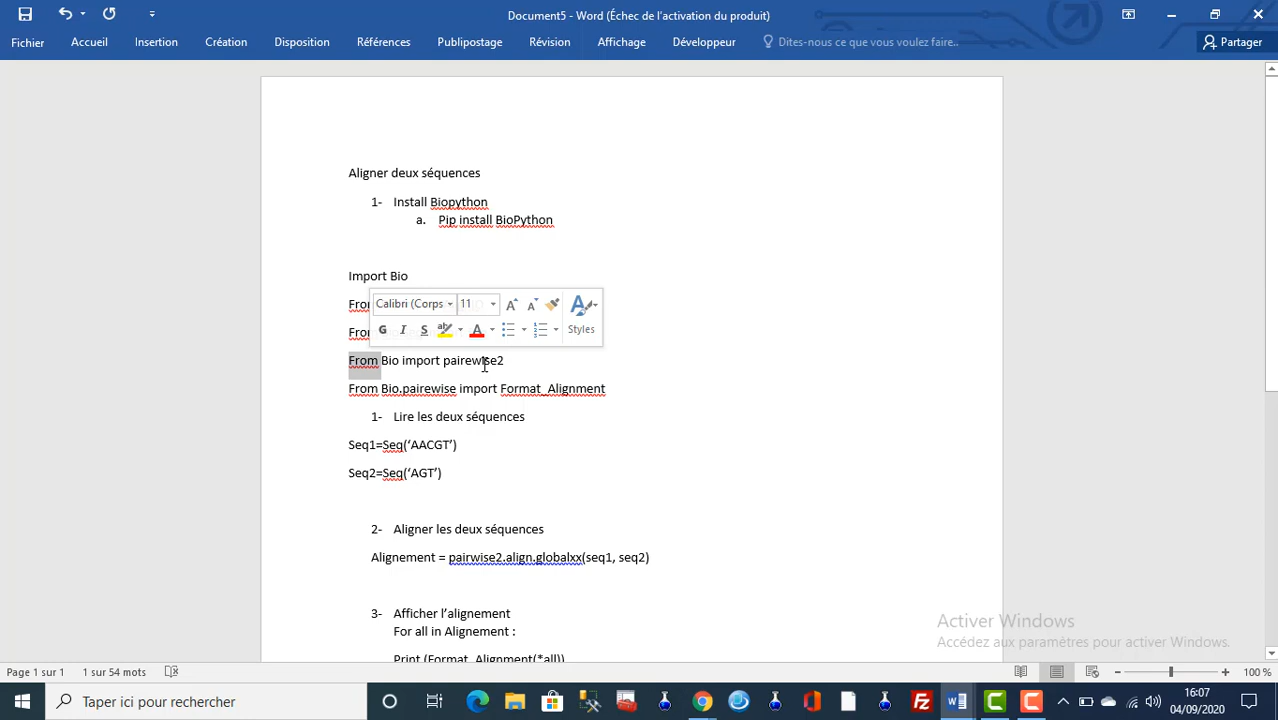 Document5 - Word (Échec de l'activation du produit)
Fichier Accueil Insertion Création Disposition Références Publipostage Révision Affichage Développeur Dites-nous ce que vous voulez faire.. Partager
Aligner deux séquences
1- Install Biopython
a. Pip install BioPython
Import Bio
Calibri (Corps 11
G I S ab A Styles
From Bio import pairewise2
From Bio.pairewise import Format_Alignment
1- Lire les deux séquences
Seq1=Seq('AACGT')
Seq2=Seq('AGT')
2- Aligner les deux séquences
Alignement = pairwise2.align.globalxx(seq1, seq2)
3- Afficher l'alignement
For all in Alignement :
Print (Format_Alignment(*all))
Activer Windows
Accédez aux paramètres pour activer Windows.
Page 1 sur 1 1 sur 54 mots 100 %
Taper ici pour rechercher
16:07
04/09/2020